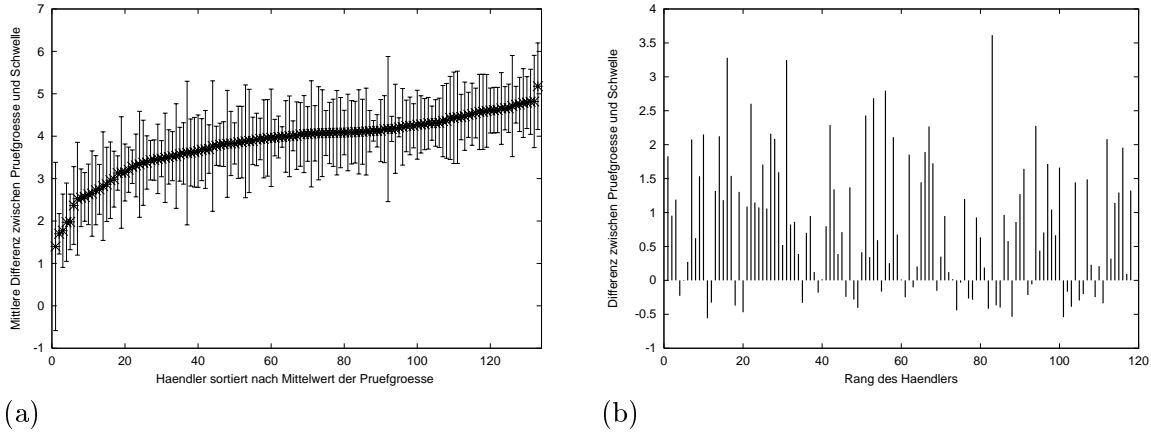 Mittlere Differenz zwischen Pruefgroesse und Schwelle
7
6
5
4
3
2
1
0
-1
0 20 40 60 80 100 120
Haendler sortiert nach Mittelwert der Pruefgroesse
(a)
Differenz zwischen Pruefgroesse und Schwelle
4
3.5
3
2.5
2
1.5
1
0.5
0
-0.5
-1
0 20 40 60 80 100 120
Rang des Haendlers
(b)